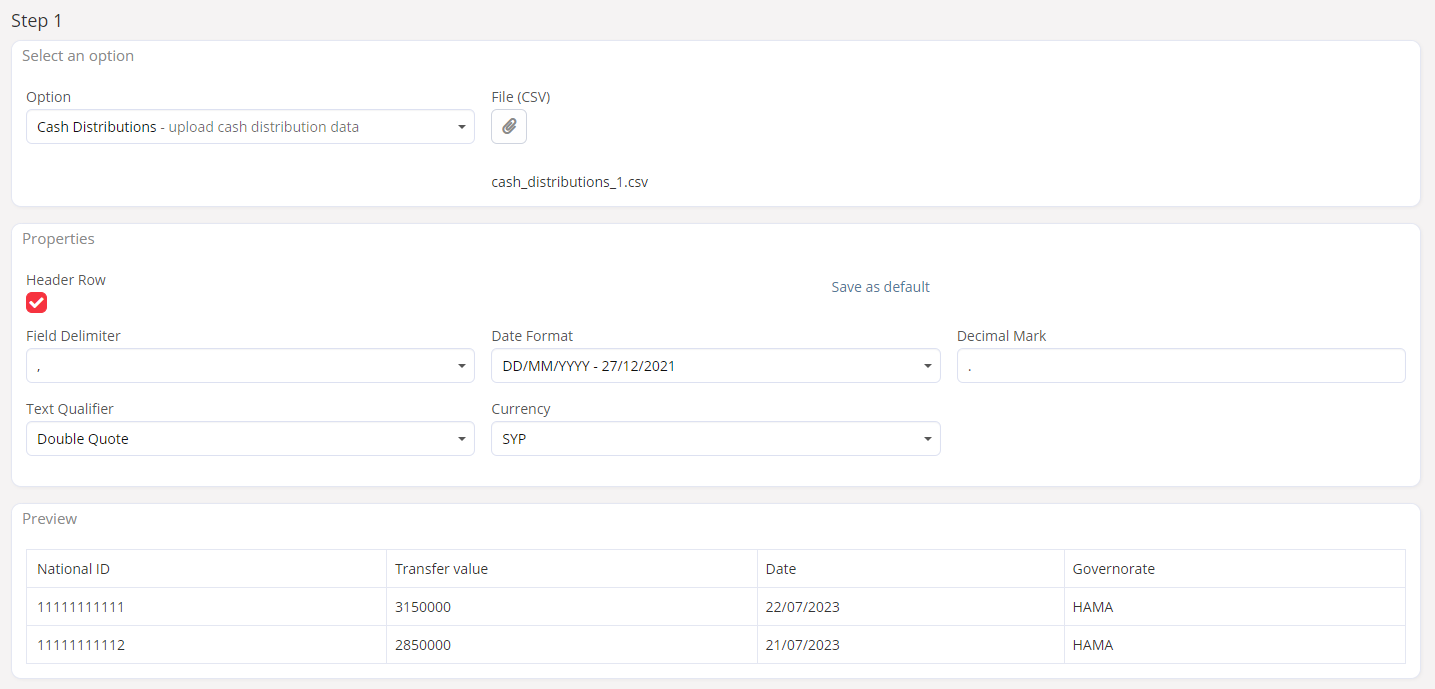 Step 1
Select an option
Option File (CSV)
Cash Distributions - upload cash distribution data
cash_distributions_1.csv
Properties
Header Row
Save as default
Field Delimiter Date Format Decimal Mark
, DD/MM/YYYY - 27/12/2021 .
Text Qualifier Currency
Double Quote SYP
Preview
National ID Transfer value Date Governorate
11111111111 3150000 22/07/2023 HAMA
11111111112 2850000 21/07/2023 HAMA